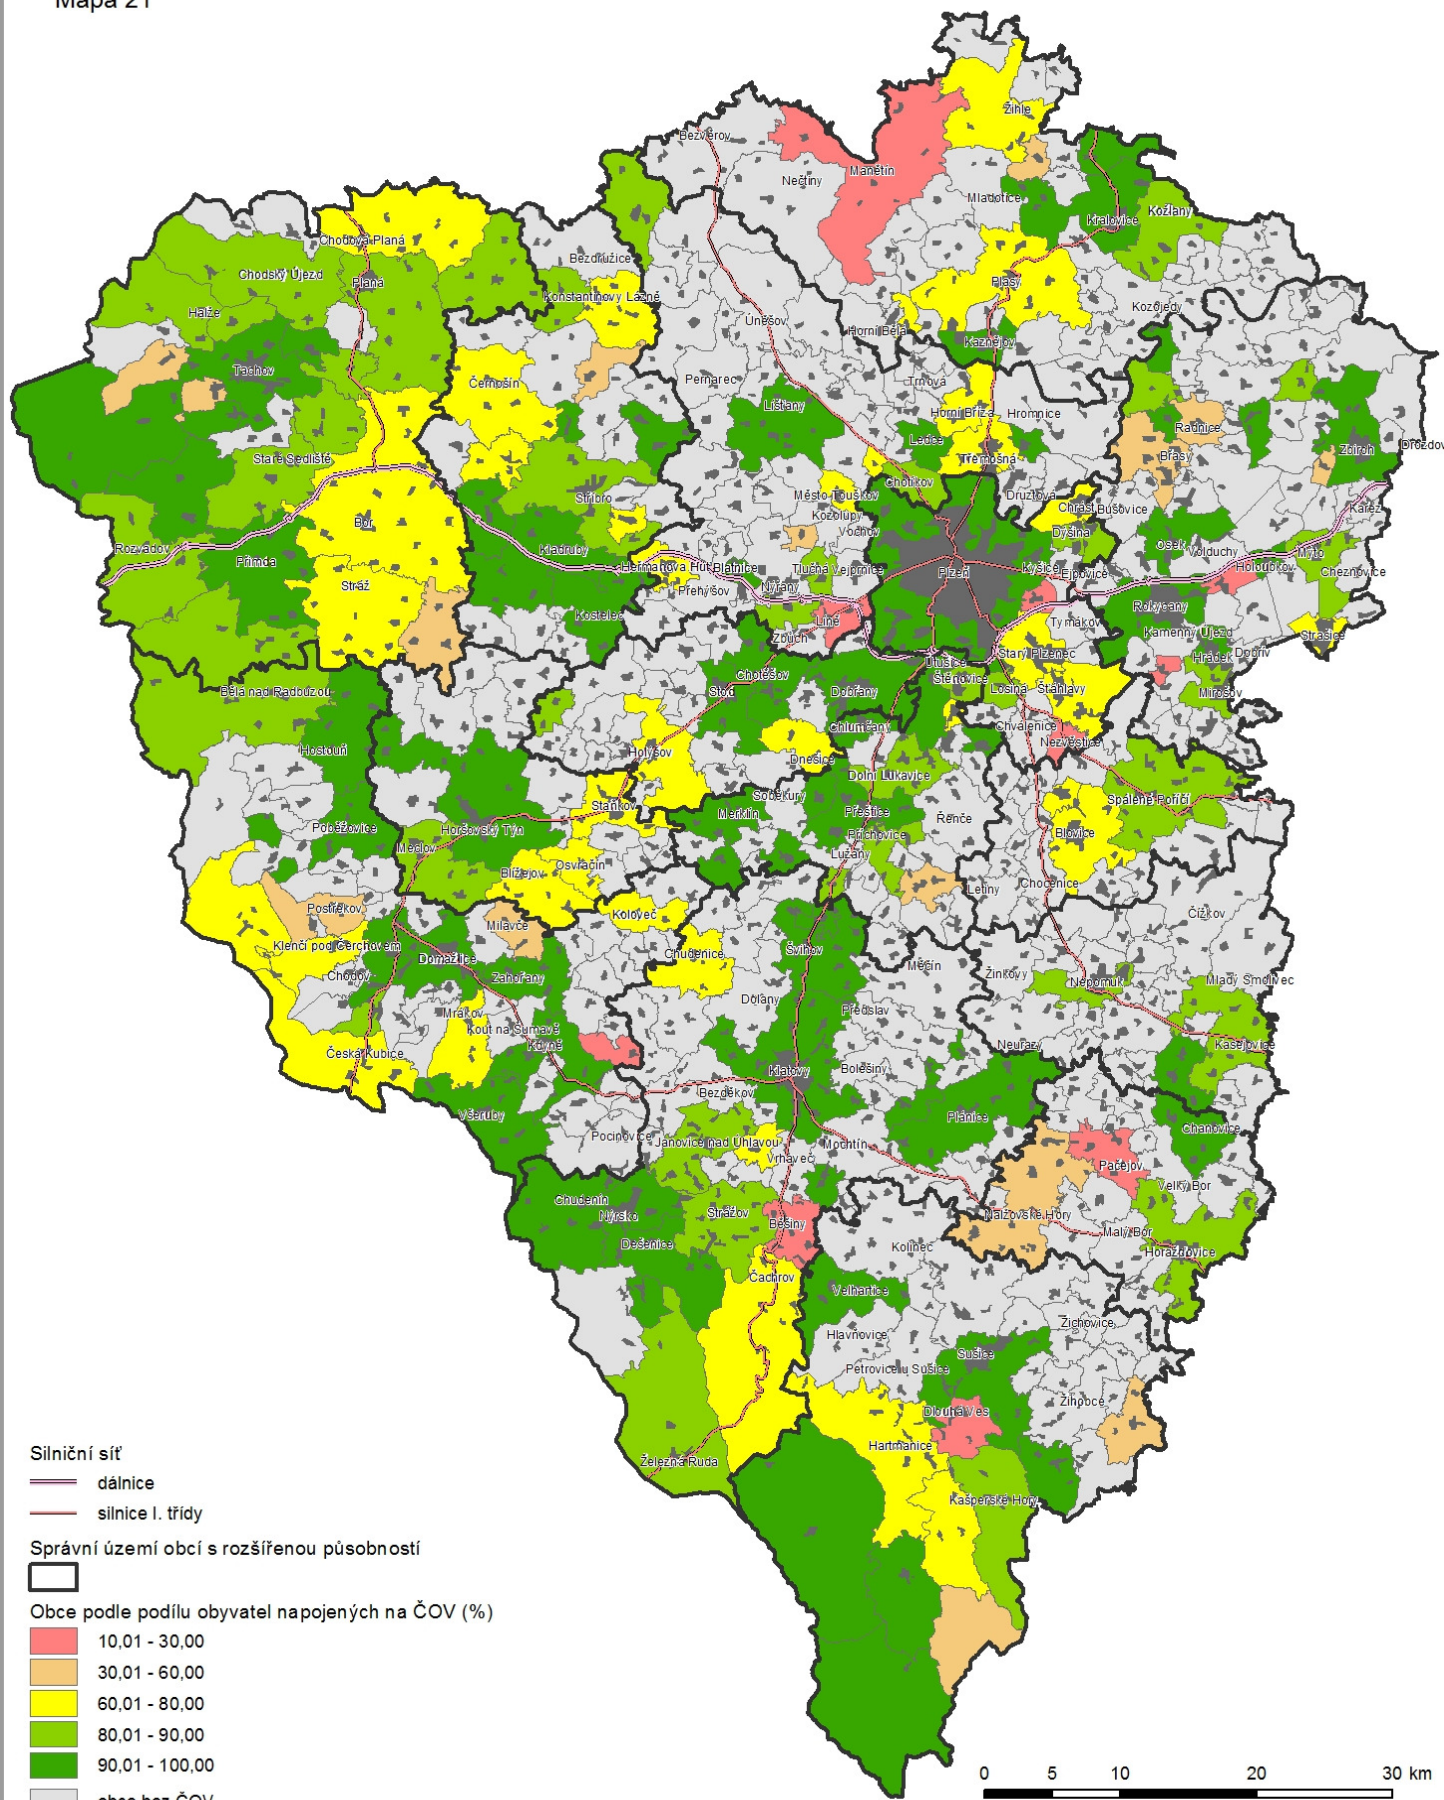 Mapa 21
Bezvěrov
Žihle
Manětín
Nečtiny
Mladotice
Kožlany
Kralovice
Chodová Planá
Bezdružice
Chodský Újezd
Planá
Plasy
Konstantinovy Lázně
Kozojedy
Halže
Úněšov
Horní Bělá
Kaznějov
Tachov
Černošín
Pernarec
Trnová
Líšťany
Horní Bříza
Hromnice
Radnice
Ledce
Zbiroh
Břasy
Staré Sedliště
Třemošná
Chotíkov
Stříbro
Město Touškov
Druztová
Kozolupy
Chrást
Bušovice
Kařez
Bor
Vochov
Dýšina
Rozvadov
Kladruby
Osek
Volduchy
Mýto
Přimda
Heřmanova Huť
Blatnice
Tlučná
Vejprnice
Plzeň
Kyšice
Ejpovice
Holoubkov
Cheznovice
Stráž
Nýřany
Přehýšov
Rokycany
Kostelec
Líně
Tymákov
Kamenný Újezd
Strašice
Zbůch
Starý Plzenec
Hrádek
Dobřív
Útušice
Chotěšov
Štěnovice
Běla nad Radbuzou
Stod
Dobřany
Losiná
Šťáhlavy
Mirošov
Chlumčany
Chválenice
Hostouň
Holýšov
Nezvěstice
Dnešice
Dolní Lukavice
Soběkury
Spálené Poříčí
Staňkov
Merklín
Přeštice
Řenče
Poběžovice
Horšovský Týn
Příchovice
Blovice
Meclov
Lužany
Osvračín
Blížejov
Chocenice
Letiny
Postřekov
Koloveč
Čížkov
Milavče
Klenčí pod Čerchovem
Chudenice
Švihov
Domažlice
Měčín
Chodov
Zahořany
Žinkovy
Nepomuk
Mladý Smolivec
Dolany
Předslav
Mrákov
Kout na Šumavě
Kdyně
Neurazy
Kasejovice
Česká Kubice
Klatovy
Bolešiny
Bezděkov
Všeruby
Plánice
Chanovice
Pocinovice
Janovice nad Úhlavou
Mochtín
Vrhaveč
Pačejov
Velký Bor
Chudenín
Nýrsko
Strážov
Běšiny
Nalžovské Hory
Malý Bor
Dešenice
Kolinec
Horažďovice
Čachrov
Velhartice
Hlavňovice
Žichovice
Sušice
Petrovice u Sušice
Žihobce
Dlouhá Ves
Hartmanice
Železná Ruda
Kašperské Hory
Silniční síť
dálnice
silnice I. třídy
Správní území obcí s rozšířenou působností
Obce podle podílu obyvatel napojených na ČOV (%)
10,01 - 30,00
30,01 - 60,00
60,01 - 80,00
80,01 - 90,00
90,01 - 100,00
obce bez ČOV
0 5 10 20 30 km